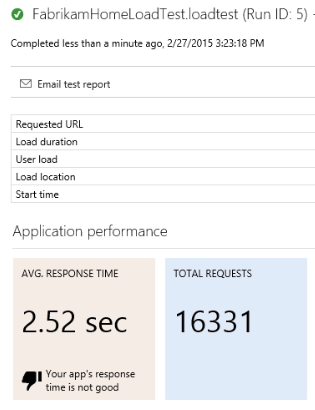 FabrikamHomeLoadTest.loadtest (Run ID: 5) -
Completed less than a minute ago, 2/27/2015 3:23:18 PM
Email test report
Requested URL
Load duration
User load
Load location
Start time
Application performance
AVG. RESPONSE TIME
TOTAL REQUESTS
2.52 sec
16331
Your app's response
time is not good